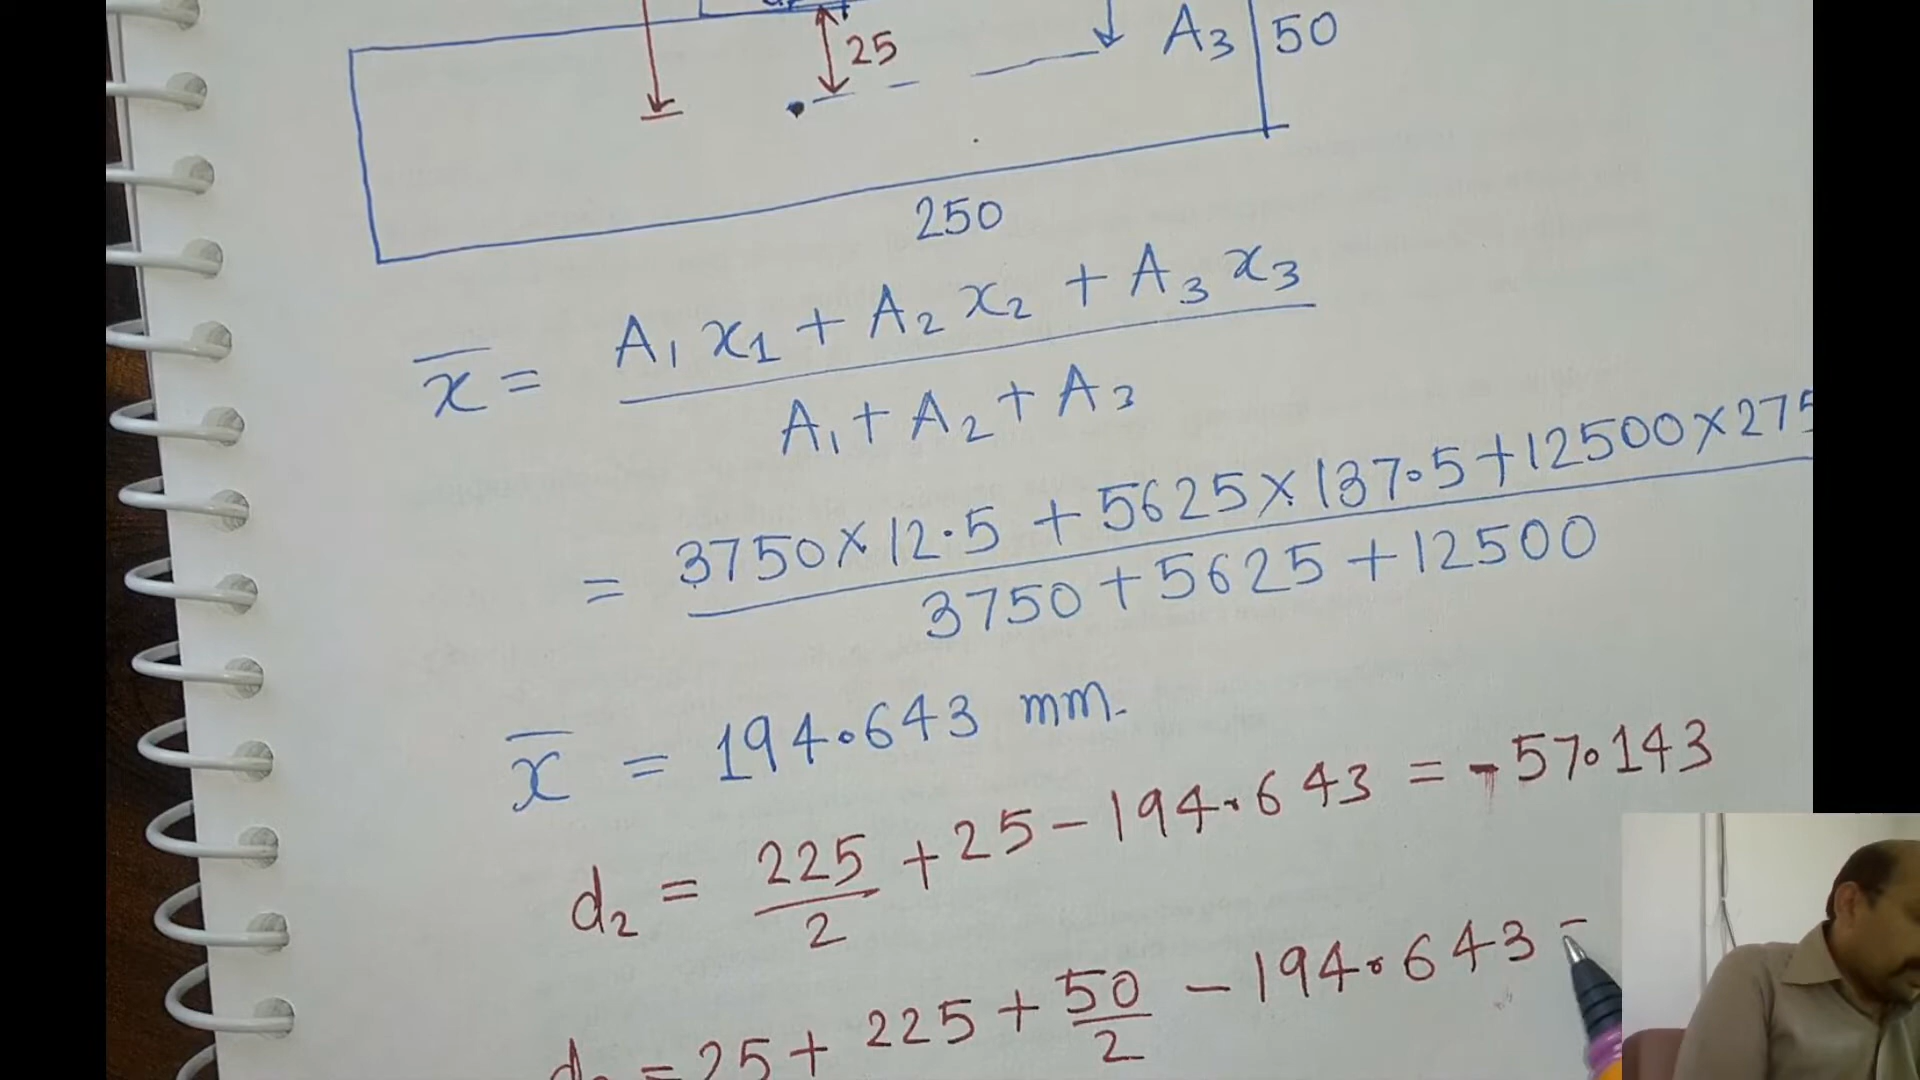 25
A₃ 50
250
x̄ = (A₁x₁ + A₂x₂ + A₃x₃) / (A₁ + A₂ + A₃)
= (3750×12.5 + 5625×137.5 + 12500×275) / (3750 + 5625 + 12500)
x̄ = 194.643 mm.
d₂ = 225/2 + 25 - 194.643 = -57.143
= 25 + 225 + 50/2 - 194.643